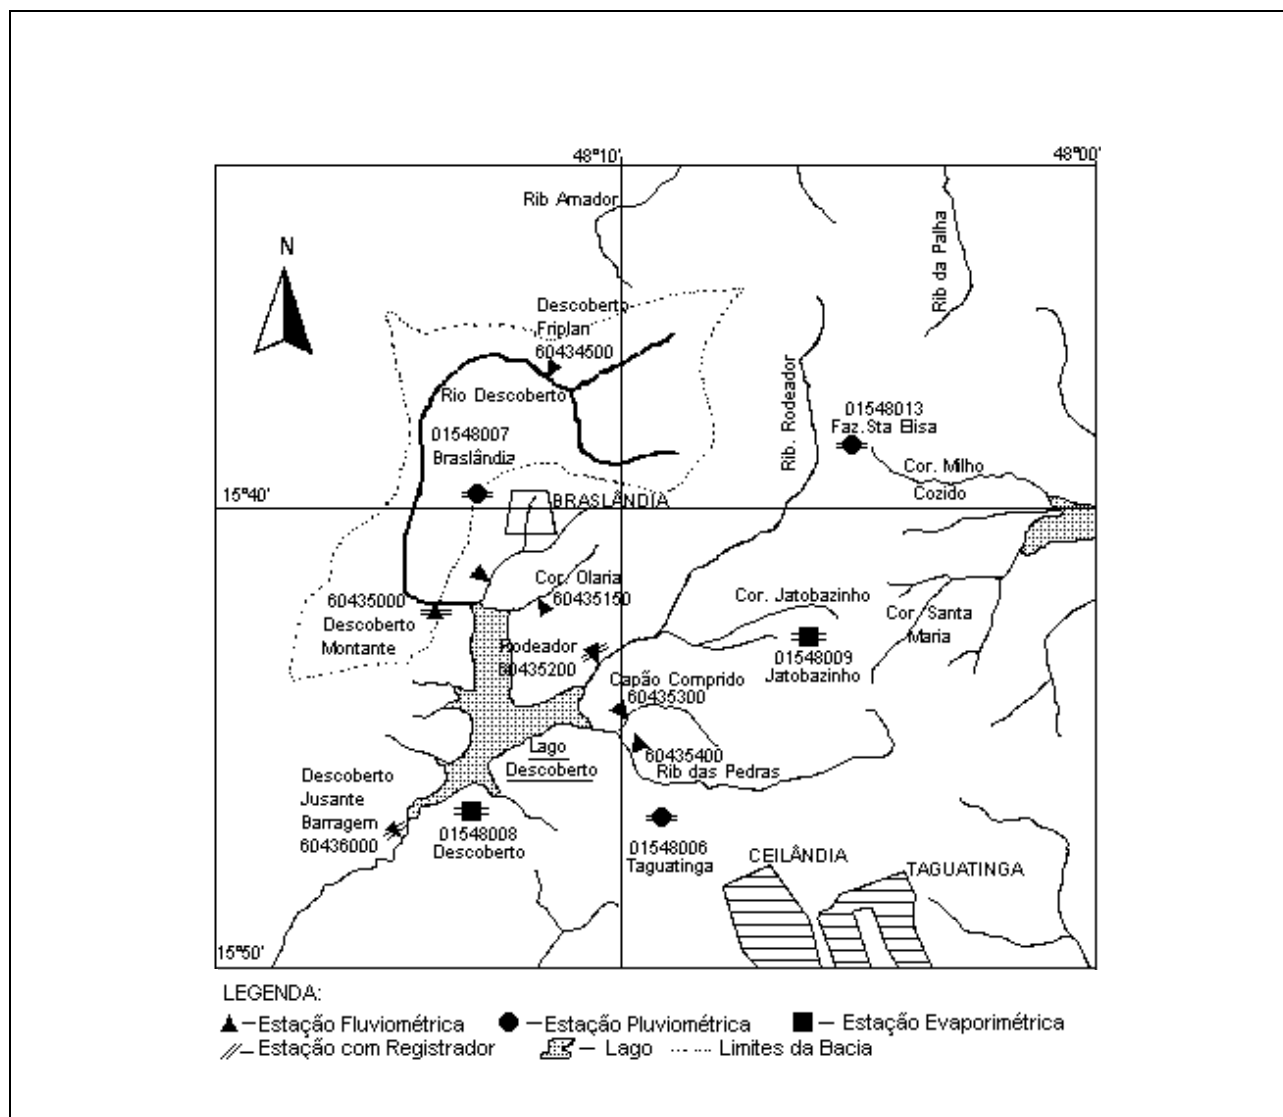 48°10'
48°00'
Rib Amador
Rib da Palha
N
Descoberto
Friplan
60434500
Rio Descoberto
Rib. Rodeador
01548013
Faz.Sta Elisa
01548007
Braslândia
Cor. Milho
Cozido
15°40'
BRASLÂNDIA
Cor. Olaria
60435150
60435000
Descoberto
Montante
Cor. Jatobazinho
Cor. Santa
Maria
Rodeador
60435200
01548009
Jatobazinho
Capão Comprido
60435300
60435400
Rib das Pedras
Lago
Descoberto
Descoberto
Jusante
Barragem
60436000
01548008
Descoberto
01548006
Taguatinga
CEILÂNDIA
TAGUATINGA
15°50'
LEGENDA:
–Estação Fluviométrica
–Estação Pluviométrica
– Estação Evaporimétrica
– Estação com Registrador
– Lago
Limites da Bacia